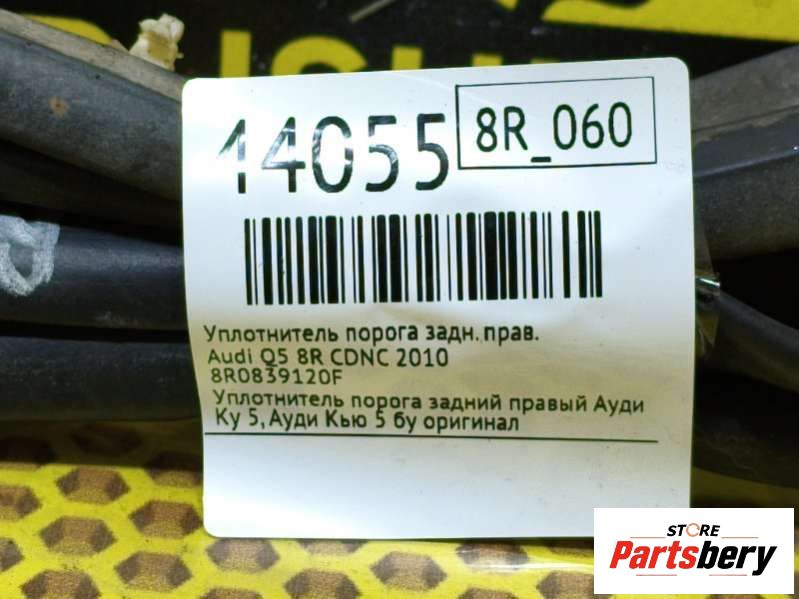 14055
8R_060
Уплотнитель порога задн. прав.
Audi Q5 8R CDNC 2010
8R0839120F
Уплотнитель порога задний правый Ауди
Ку 5, Ауди Кью 5 бу оригинал
STORE
Partsbery